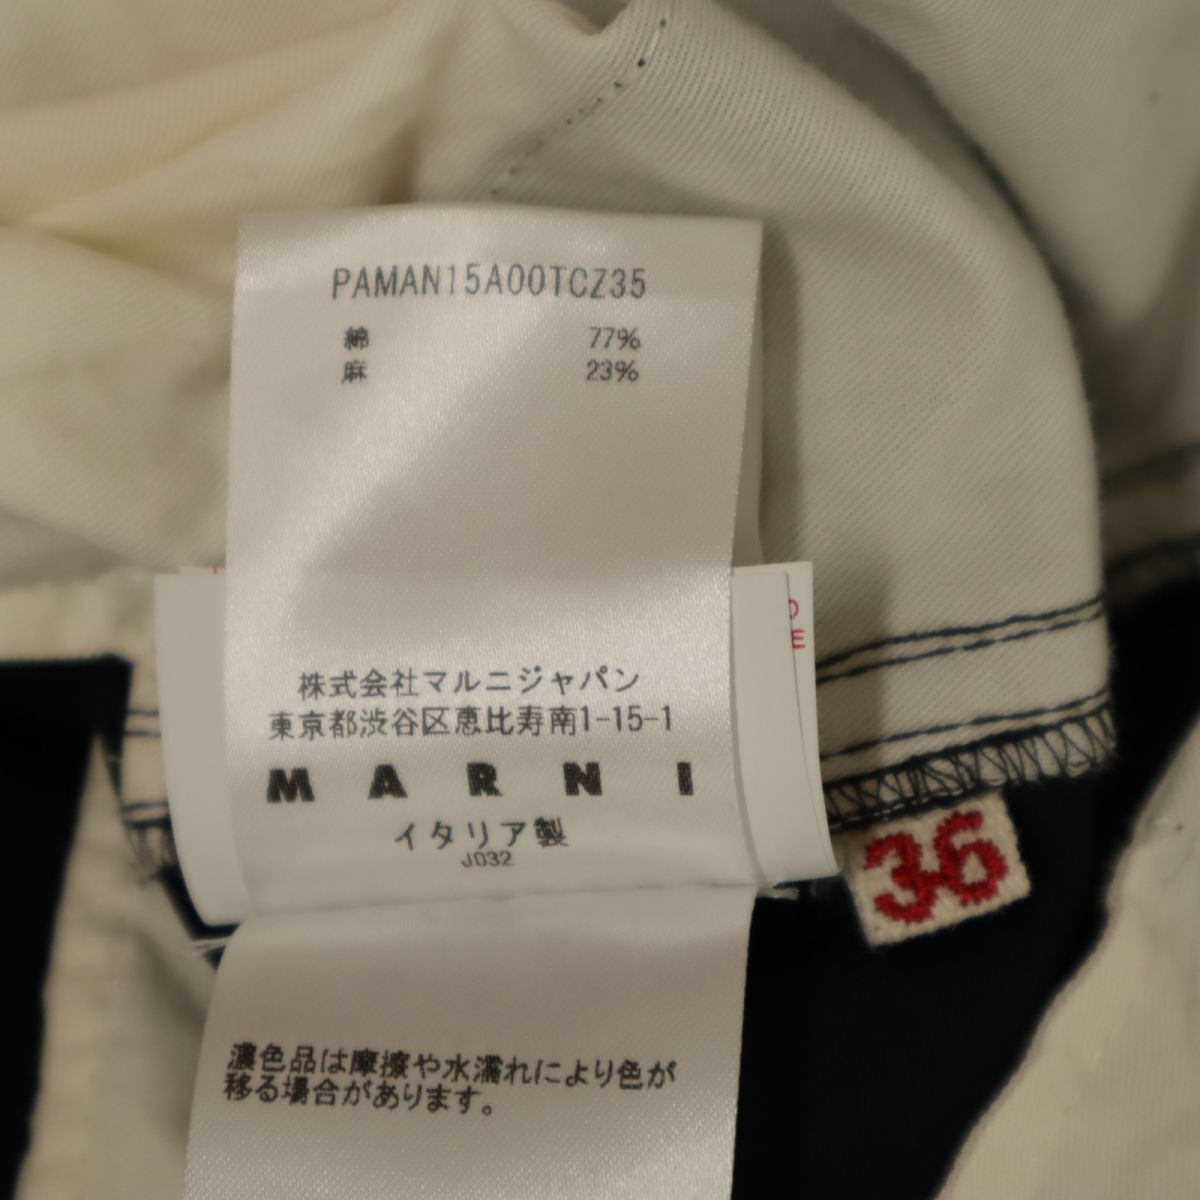 PAMAN15A00TCZ35
綿 77%
麻 23%
株式会社マルニジャパン
東京都渋谷区恵比寿南1-15-1
MARNI
イタリア製
J032
36
濃色品は摩擦や水濡れにより色が
移る場合があります。